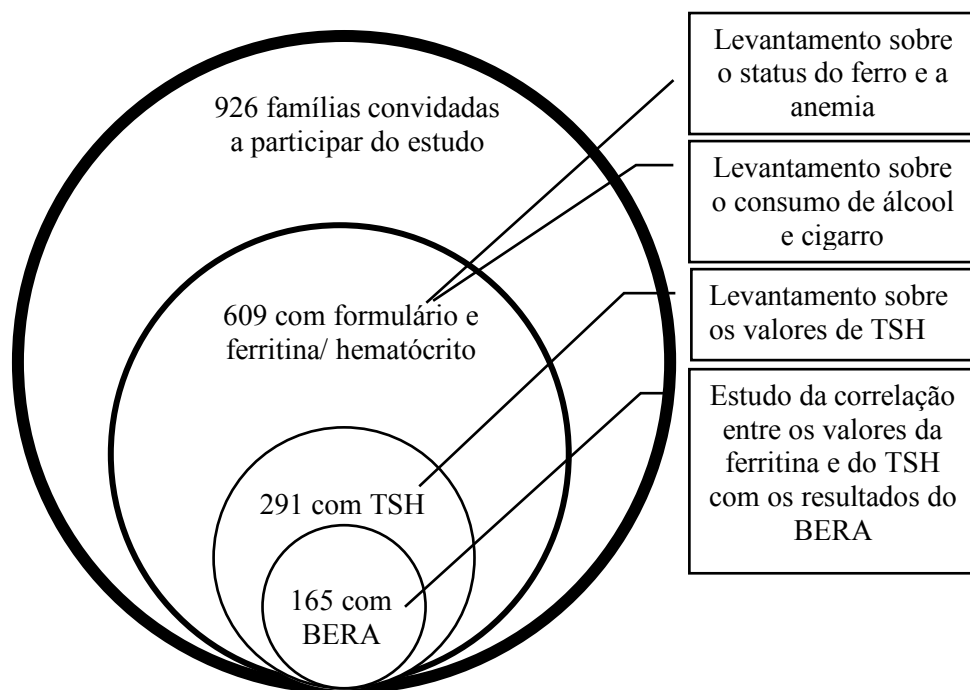 926 famílias convidadas
a participar do estudo
609 com formulário e
ferritina/ hematócrito
291 com TSH
165 com
BERA
Levantamento sobre
o status do ferro e a
anemia
Levantamento sobre
o consumo de álcool
e cigarro
Levantamento sobre
os valores de TSH
Estudo da correlação
entre os valores da
ferritina e do TSH
com os resultados do
BERA